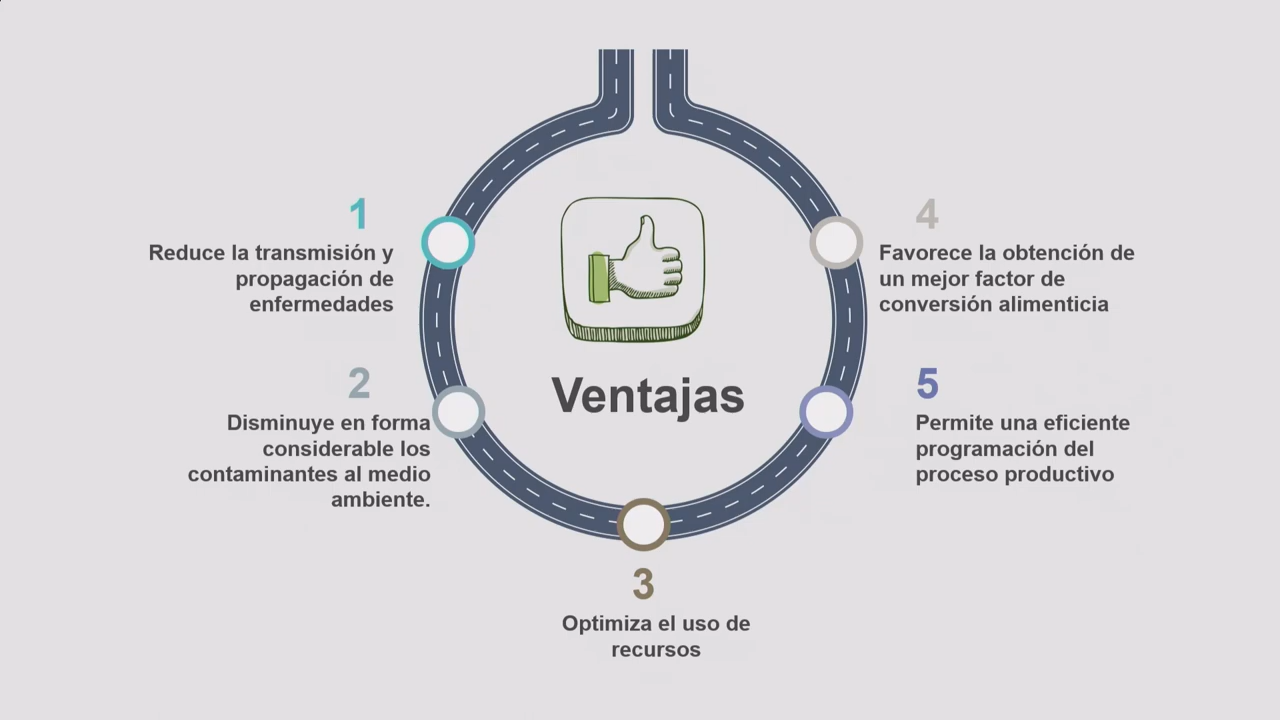 1
Reduce la transmisión y
propagación de
enfermedades
2
Disminuye en forma
considerable los
contaminantes al medio
ambiente.
Ventajas
3
Optimiza el uso de
recursos
4
Favorece la obtención de
un mejor factor de
conversión alimenticia
5
Permite una eficiente
programación del
proceso productivo